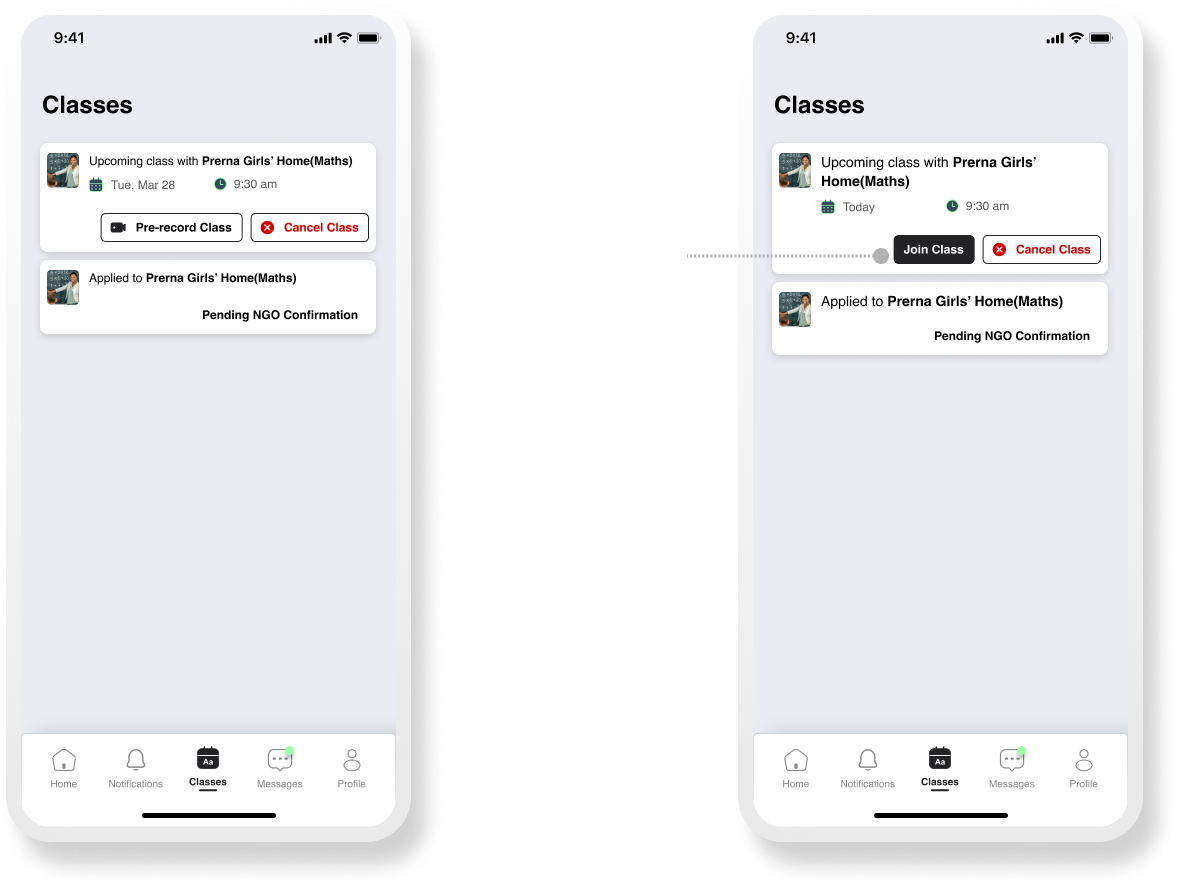 9:41
Classes
Upcoming class with Prerna Girls’ Home(Maths)
Tue, Mar 28 9:30 am
Pre-record Class Cancel Class
Applied to Prerna Girls’ Home(Maths)
Pending NGO Confirmation
Aa
Home Notifications Classes Messages Profile
9:41
Classes
Upcoming class with Prerna Girls’
Home(Maths)
Today 9:30 am
Join Class Cancel Class
Applied to Prerna Girls’ Home(Maths)
Pending NGO Confirmation
Aa
Home Notifications Classes Messages Profile